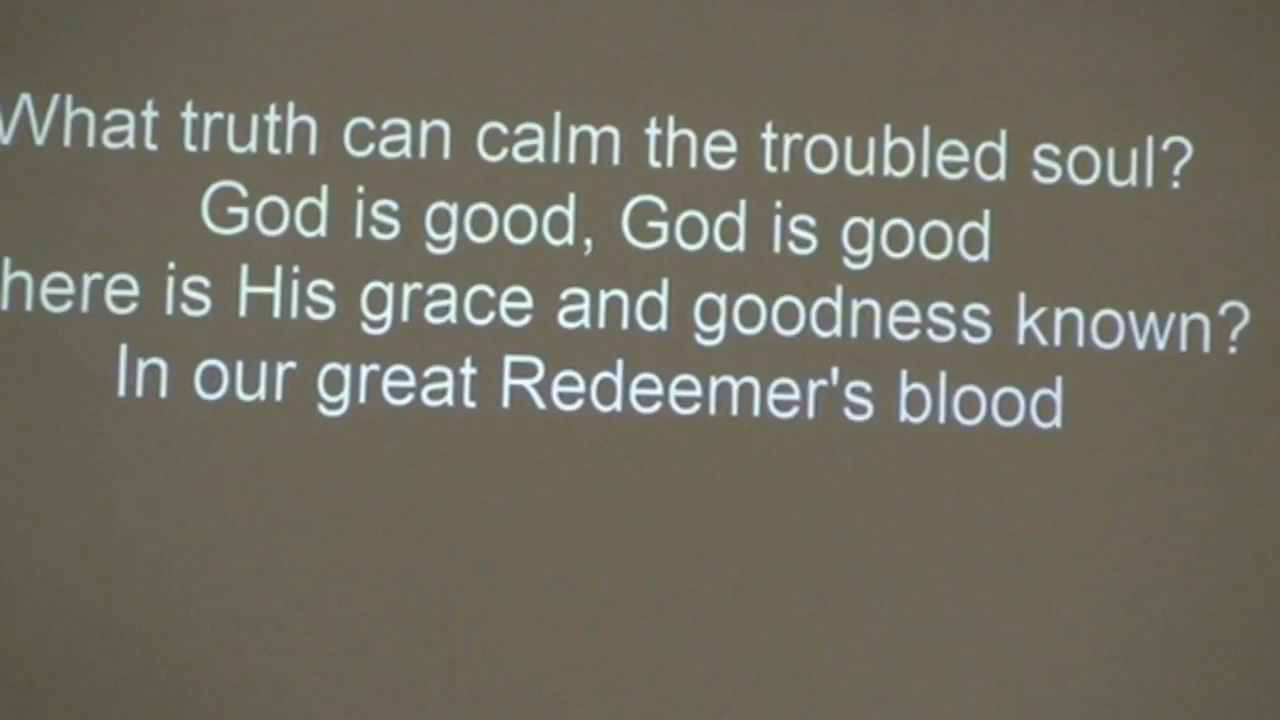 What truth can calm the troubled soul?
God is good, God is good
here is His grace and goodness known?
In our great Redeemer's blood